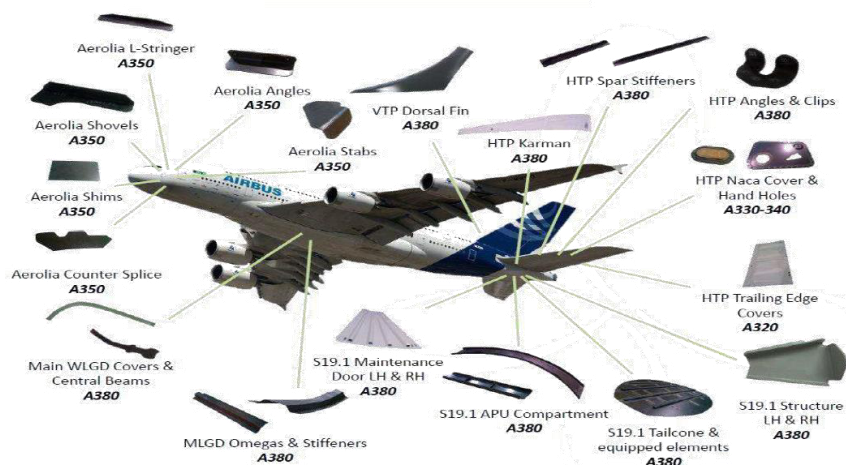 Aerolia L-Stringer
A350
Aerolia Angles
A350
VTP Dorsal Fin
A380
HTP Spar Stiffeners
A380
HTP Angles & Clips
A380
Aerolia Shovels
A350
Aerolia Stabs
A350
HTP Karman
A380
Aerolia Shims
A350
AIRBUS
HTP Naca Cover &
Hand Holes
A330-340
Aerolia Counter Splice
A350
HTP Trailing Edge
Covers
A320
Main WLGD Covers &
Central Beams
A380
S19.1 Maintenance
Door LH & RH
A380
MLGD Omegas & Stiffeners
A380
S19.1 APU Compartment
A380
S19.1 Tailcone &
equipped elements
A380
S19.1 Structure
LH & RH
A380